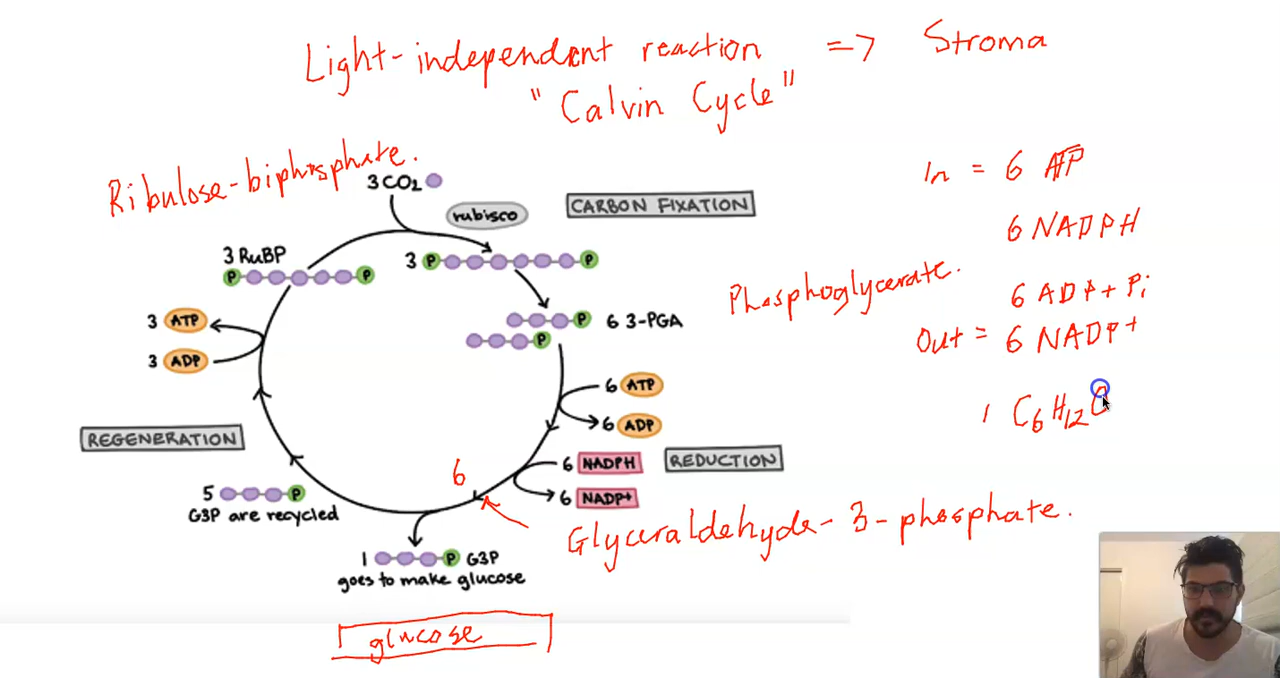 Light-independent reaction => Stroma
"Calvin Cycle"
Ribulose-biphosphate.
3CO2
rubisco
CARBON FIXATION
In = 6 ATP
6 NADPH
3 RuBP
P P
3 P P
Phosphoglycerate.
6 ADP + Pi
Out = 6 NADP+
3 ATP
3 ADP
P 6 3-PGA
P
6 ATP
6 ADP
1 C6H12O
REGENERATION
6 NADPH
6 NADP+
REDUCTION
6
5 P
G3P are recycled
Glyceraldehyde-3-phosphate.
1 P G3P
goes to make glucose
glucose